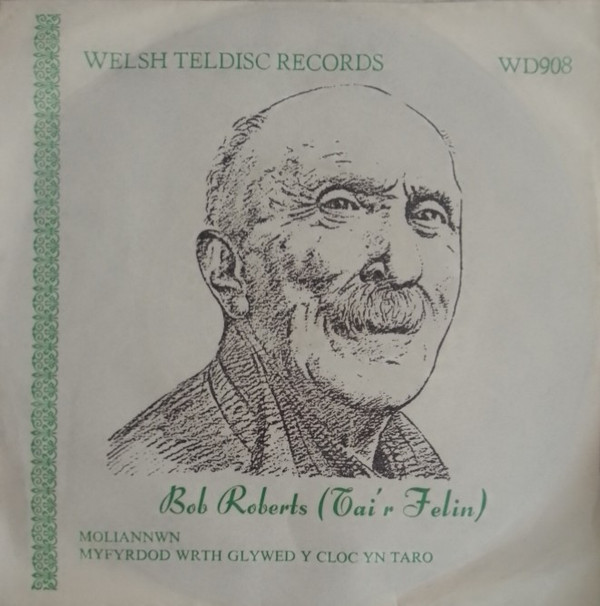 WELSH TELDISC RECORDS WD908
Bob Roberts (Tai'r Felin)
MOLIANNWN
MYFYRDOD WRTH GLYWED Y CLOC YN TARO